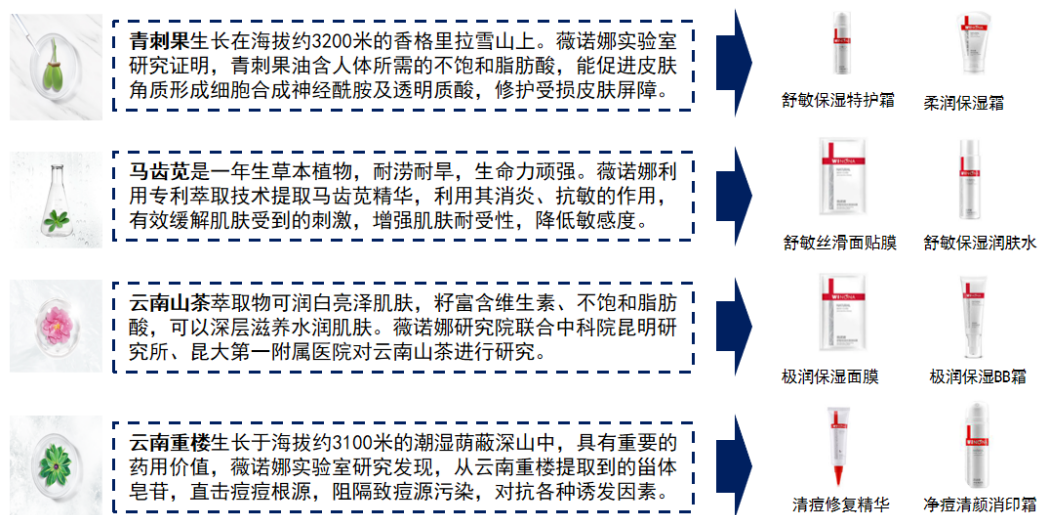 青刺果生长在海拔约3200米的香格里拉雪山上。薇诺娜实验室
研究证明，青刺果油含人体所需的不饱和脂肪酸，能促进皮肤
角质形成细胞合成神经酰胺及透明质酸，修护受损皮肤屏障。
舒敏保湿特护霜
柔润保湿霜
马齿苋是一年生草本植物，耐涝耐旱，生命力顽强。薇诺娜利
用专利萃取技术提取马齿苋精华，利用其消炎、抗敏的作用，
有效缓解肌肤受到的刺激，增强肌肤耐受性，降低敏感度。
WINONA
舒敏丝滑面贴膜
舒敏保湿润肤水
云南山茶萃取物可润白亮泽肌肤，籽富含维生素、不饱和脂肪
酸，可以深层滋养水润肌肤。薇诺娜研究院联合中科院昆明研
究所、昆大第一附属医院对云南山茶进行研究。
WINONA
极润保湿面膜
极润保湿BB霜
云南重楼生长于海拔约3100米的潮湿荫蔽深山中，具有重要的
药用价值，薇诺娜实验室研究发现，从云南重楼提取到的甾体
皂苷，直击痘痘根源，阻隔致痘源污染，对抗各种诱发因素。
WINONA
清痘修复精华
净痘清颜消印霜